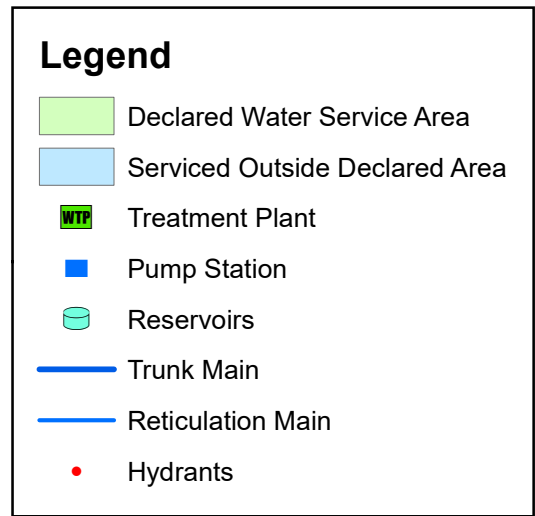 Legend
Declared Water Service Area
Serviced Outside Declared Area
WTP Treatment Plant
Pump Station
Reservoirs
Trunk Main
Reticulation Main
Hydrants